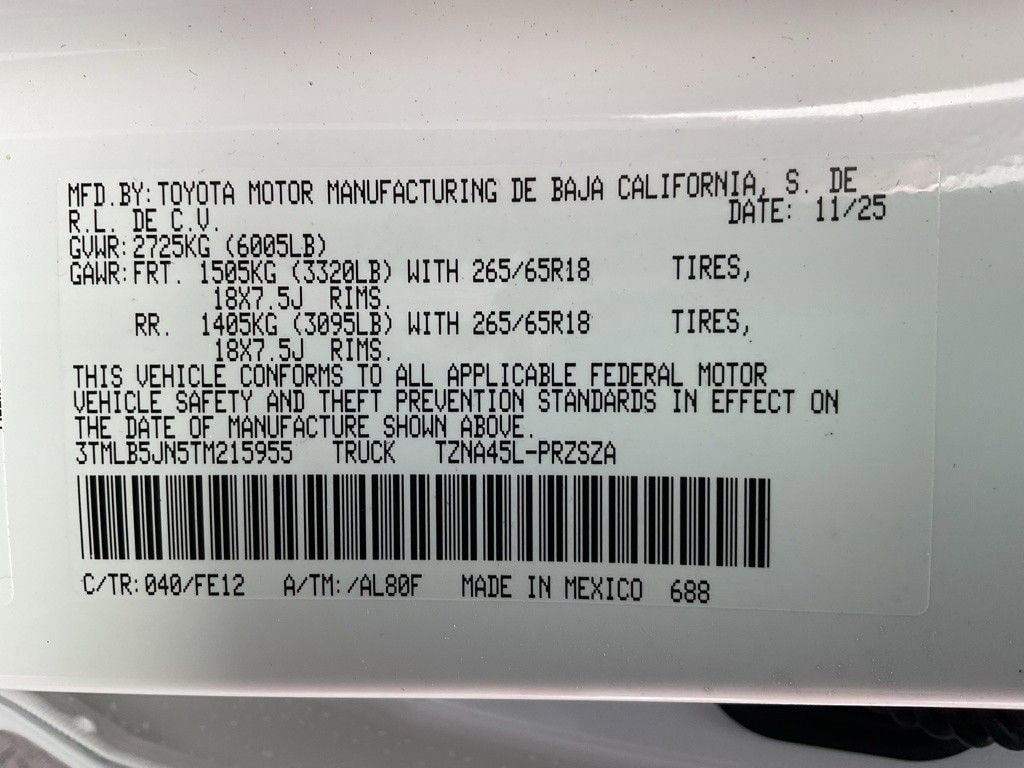 MFD.BY:TOYOTA MOTOR MANUFACTURING DE BAJA CALIFORNIA, S. DE
R.L. DE C.V. DATE: 11/25
GVWR:2725KG (6005LB)
GAWR:FRT. 1505KG (3320LB) WITH 265/65R18 TIRES,
18X7.5J RIMS.
RR. 1405KG (3095LB) WITH 265/65R18 TIRES,
18X7.5J RIMS.
THIS VEHICLE CONFORMS TO ALL APPLICABLE FEDERAL MOTOR
VEHICLE SAFETY AND THEFT PREVENTION STANDARDS IN EFFECT ON
THE DATE OF MANUFACTURE SHOWN ABOVE.
3TMLB5JN5TM215955 TRUCK TZNA45L-PRZSZA
C/TR:040/FE12 A/TM:/AL80F MADE IN MEXICO 688